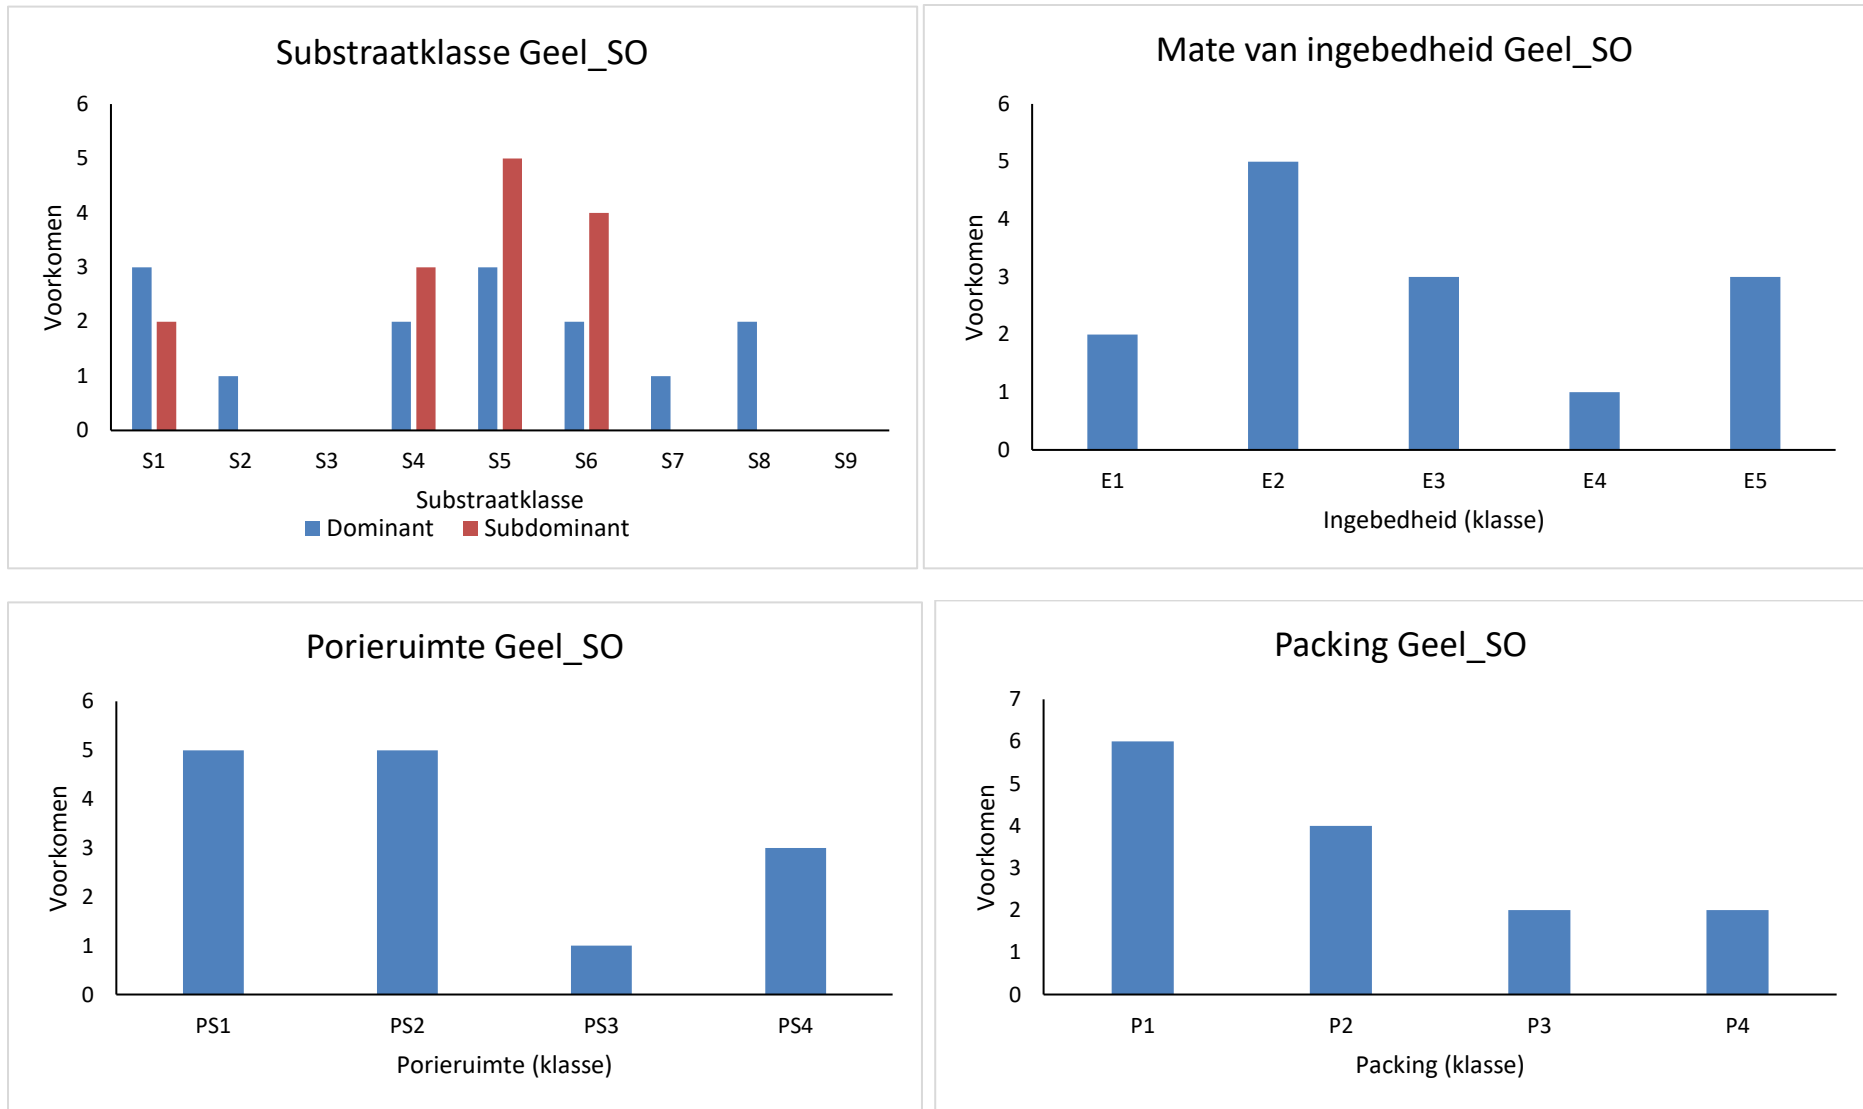 Substraatklasse Geel_SO
6
5
4
3
2
1
0
Voorkomen
S1 S2 S3 S4 S5 S6 S7 S8 S9
Substraatklasse
Dominant Subdominant
Mate van ingebedheid Geel_SO
6
5
4
3
2
1
0
Voorkomen
E1 E2 E3 E4 E5
Ingebedheid (klasse)
Porieruimte Geel_SO
6
5
4
3
2
1
0
Voorkomen
PS1 PS2 PS3 PS4
Porieruimte (klasse)
Packing Geel_SO
7
6
5
4
3
2
1
0
Voorkomen
P1 P2 P3 P4
Packing (klasse)